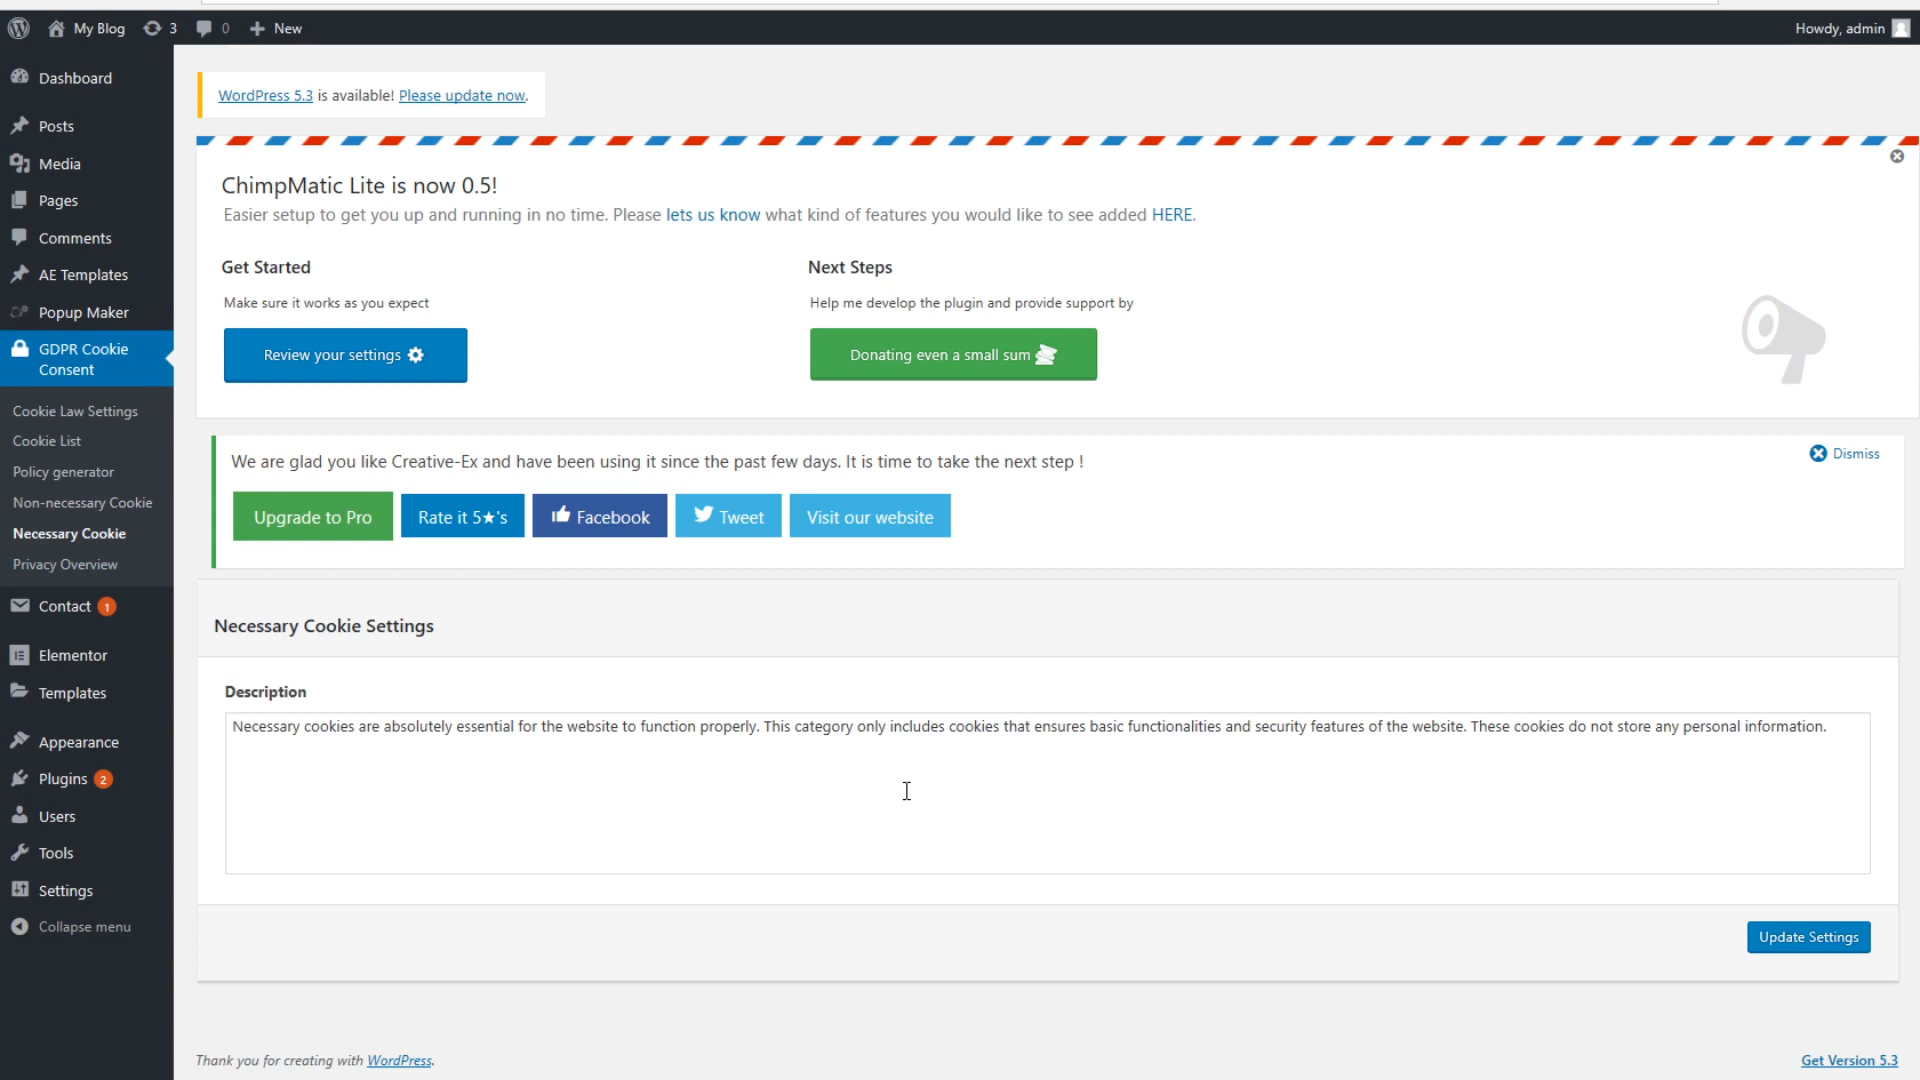 My Blog 3 0 New Howdy, admin
Dashboard
Posts
Media
Pages
Comments
AE Templates
Popup Maker
GDPR Cookie
Consent
Cookie Law Settings
Cookie List
Policy generator
Non-necessary Cookie
Necessary Cookie
Privacy Overview
Contact 1
Elementor
Templates
Appearance
Plugins 2
Users
Tools
Settings
Collapse menu
WordPress 5.3 is available! Please update now.
ChimpMatic Lite is now 0.5!
Easier setup to get you up and running in no time. Please lets us know what kind of features you would like to see added HERE.
Get Started
Make sure it works as you expect
Review your settings
Next Steps
Help me develop the plugin and provide support by
Donating even a small sum
We are glad you like Creative-Ex and have been using it since the past few days. It is time to take the next step !
Dismiss
Upgrade to Pro Rate it 5★'s Facebook Tweet Visit our website
Necessary Cookie Settings
Description
Necessary cookies are absolutely essential for the website to function properly. This category only includes cookies that ensures basic functionalities and security features of the website. These cookies do not store any personal information.
Update Settings
Thank you for creating with WordPress.
Get Version 5.3